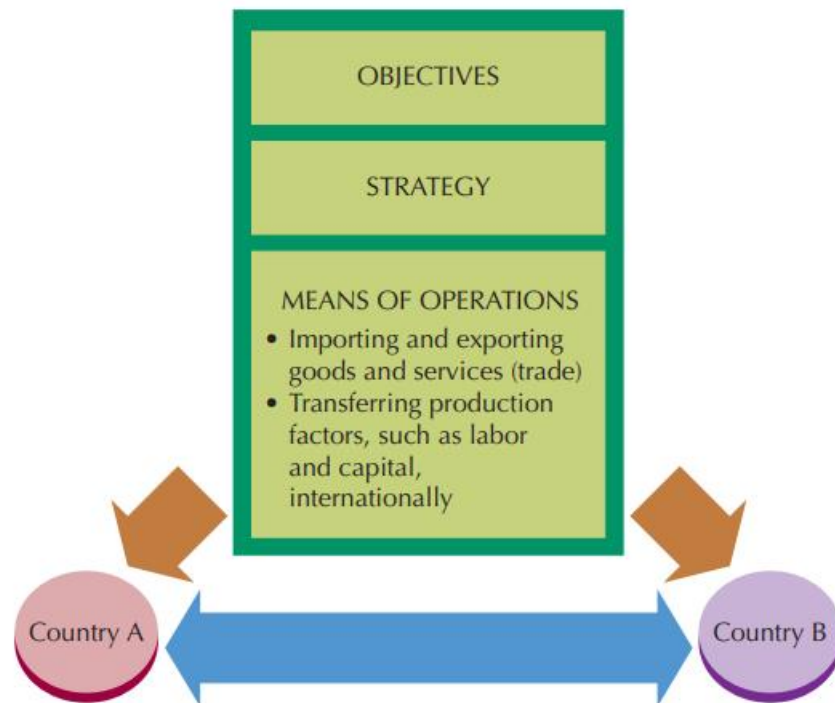 OBJECTIVES
STRATEGY
MEANS OF OPERATIONS
• Importing and exporting
goods and services (trade)
• Transferring production
factors, such as labor
and capital,
internationally
Country A
Country B